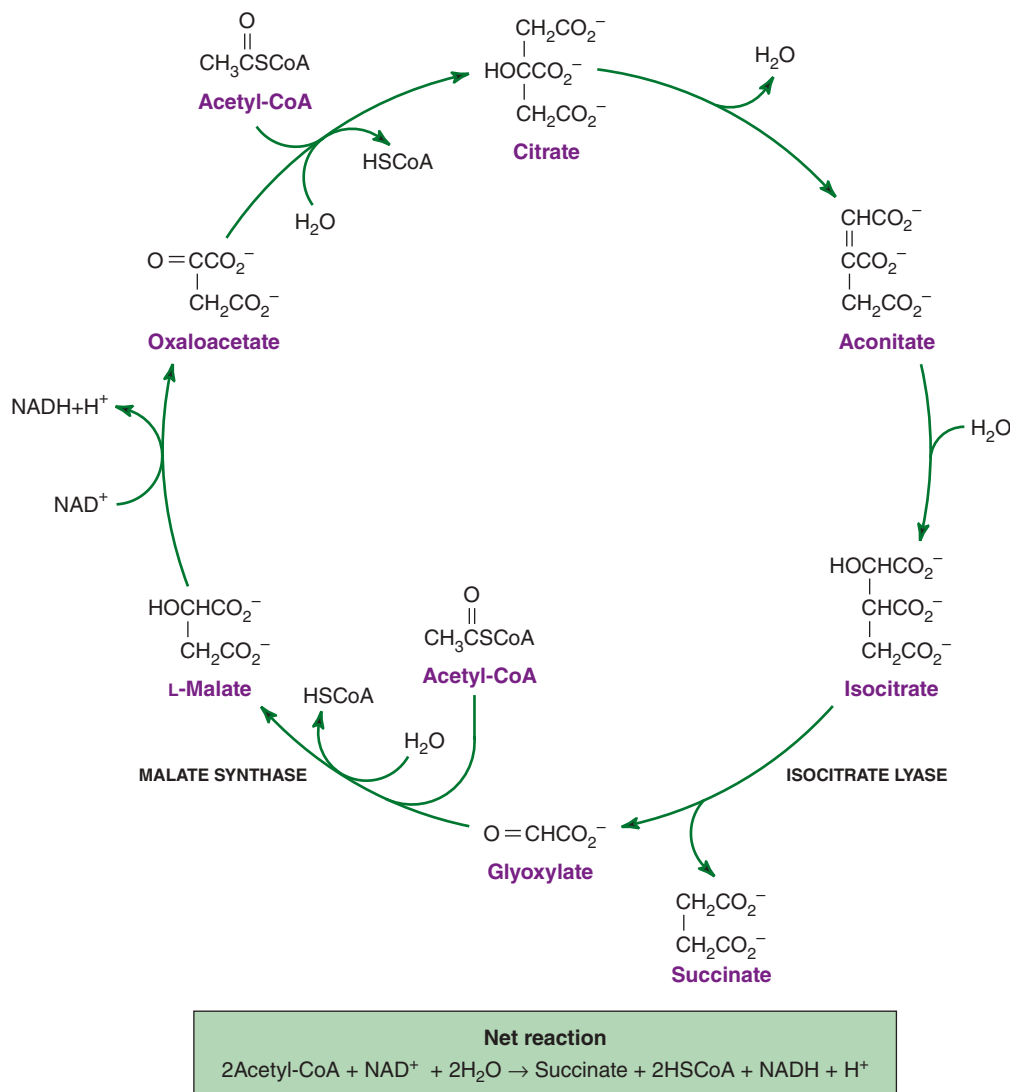 O
CH₃CSCoA
Acetyl-CoA
HSCoA
H₂O
CH₂CO₂⁻
HOCCO₂⁻
CH₂CO₂⁻
Citrate
H₂O
CHCO₂⁻
CCO₂⁻
CH₂CO₂⁻
Aconitate
H₂O
HOCHCO₂⁻
CHCO₂⁻
CH₂CO₂⁻
Isocitrate
ISOCITRATE LYASE
CH₂CO₂⁻
CH₂CO₂⁻
Succinate
O=CHCO₂⁻
Glyoxylate
O
CH₃CSCoA
Acetyl-CoA
H₂O
HSCoA
MALATE SYNTHASE
HOCHCO₂⁻
CH₂CO₂⁻
L-Malate
NAD⁺
NADH+H⁺
O=CCO₂⁻
CH₂CO₂⁻
Oxaloacetate
Net reaction
2Acetyl-CoA + NAD⁺ + 2H₂O → Succinate + 2HSCoA + NADH + H⁺